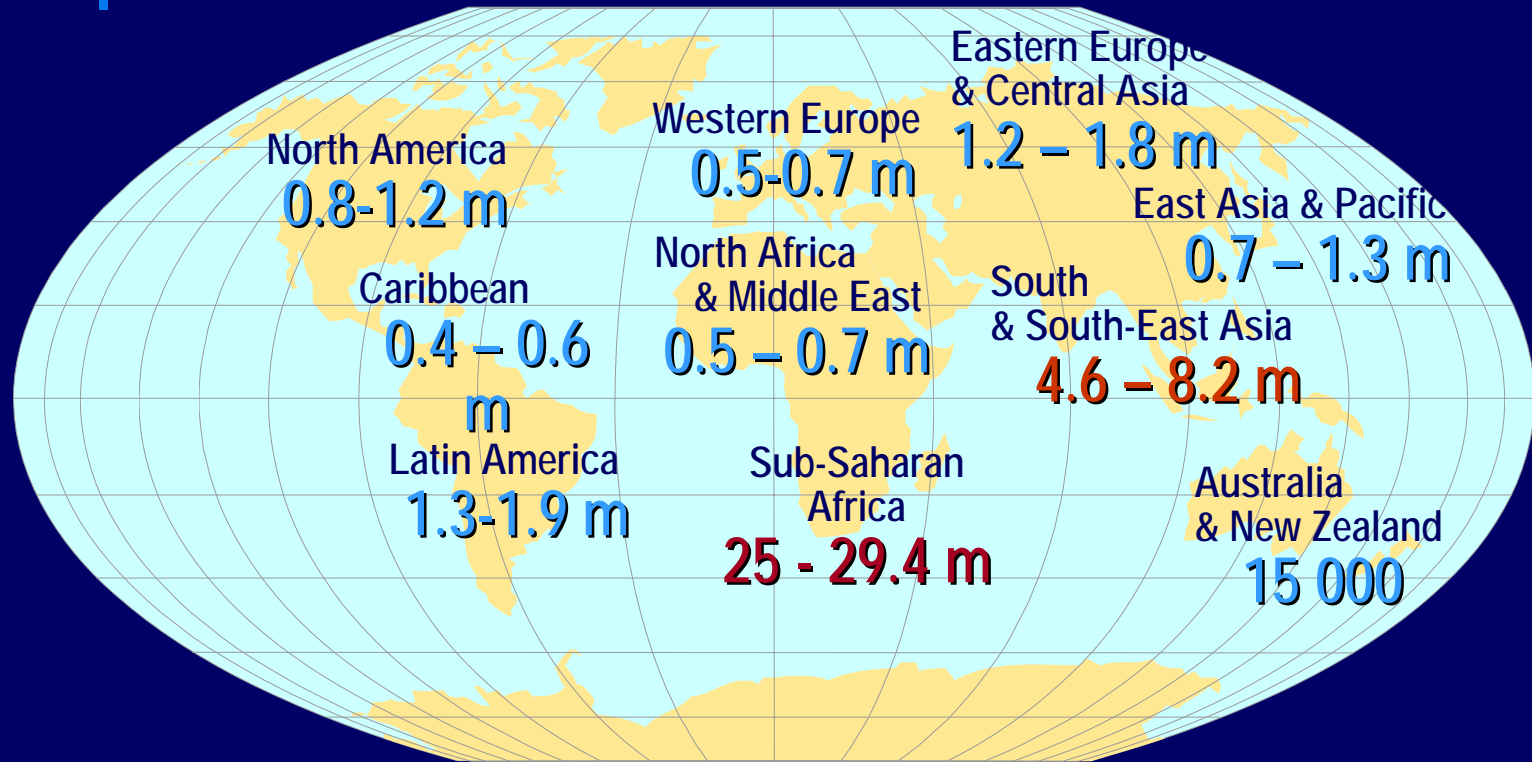 Eastern Europe
& Central Asia
1.2 – 1.8 m
Western Europe
0.5-0.7 m
North America
0.8-1.2 m
East Asia & Pacific
0.7 – 1.3 m
North Africa
& Middle East
0.5 – 0.7 m
South
& South-East Asia
4.6 – 8.2 m
Caribbean
0.4 – 0.6
m
Latin America
1.3-1.9 m
Sub-Saharan
Africa
25 - 29.4 m
Australia
& New Zealand
15 000